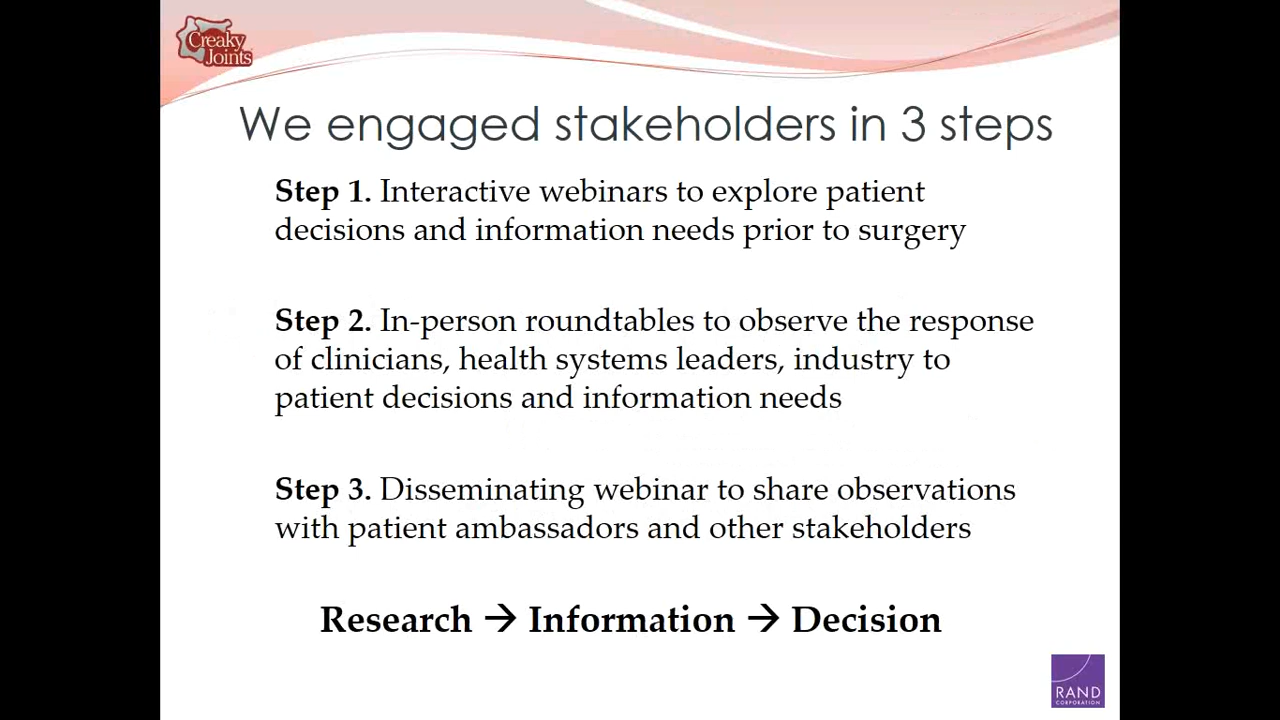 Creaky
Joints
We engaged stakeholders in 3 steps
Step 1. Interactive webinars to explore patient
decisions and information needs prior to surgery
Step 2. In-person roundtables to observe the response
of clinicians, health systems leaders, industry to
patient decisions and information needs
Step 3. Disseminating webinar to share observations
with patient ambassadors and other stakeholders
Research → Information → Decision
RAND
CORPORATION